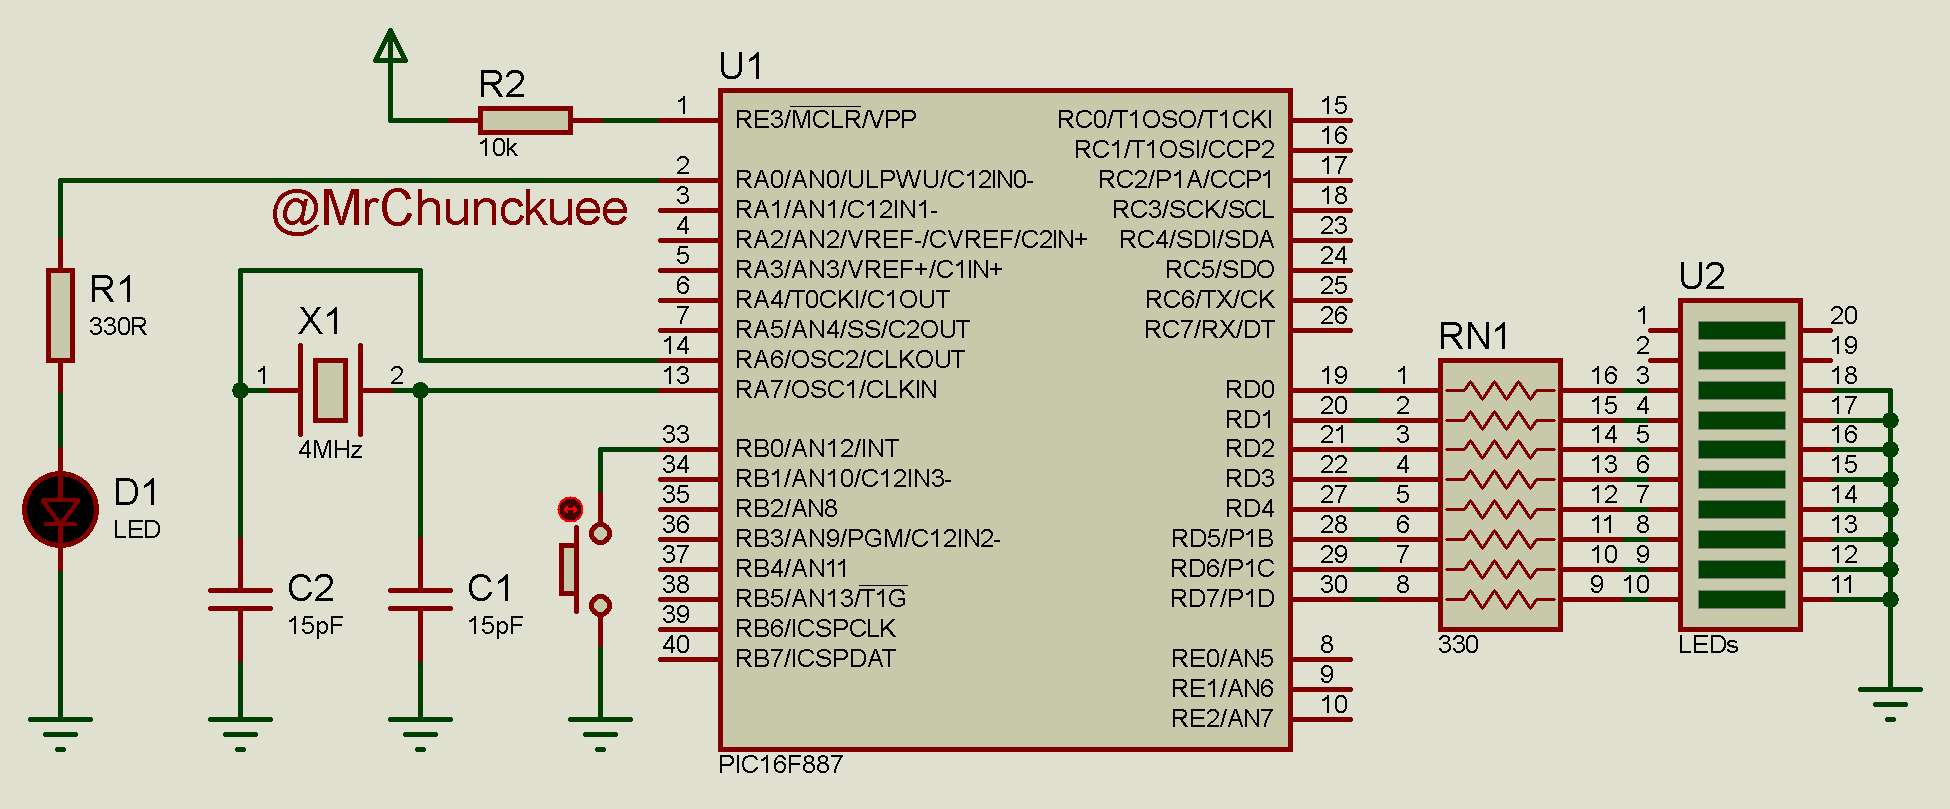 R2
10k
@MrChunckuee
R1
330R
D1
LED
X1
1
2
4MHz
C2
15pF
C1
15pF
U1
1 RE3/MCLR/VPP
2 RA0/AN0/ULPWU/C12IN0-
3 RA1/AN1/C12IN1-
4 RA2/AN2/VREF-/CVREF/C2IN+
5 RA3/AN3/VREF+/C1IN+
6 RA4/T0CKI/C1OUT
7 RA5/AN4/SS/C2OUT
14 RA6/OSC2/CLKOUT
13 RA7/OSC1/CLKIN
33 RB0/AN12/INT
34 RB1/AN10/C12IN3-
35 RB2/AN8
36 RB3/AN9/PGM/C12IN2-
37 RB4/AN11
38 RB5/AN13/T1G
39 RB6/ICSPCLK
40 RB7/ICSPDAT
RC0/T1OSO/T1CKI 15
RC1/T1OSI/CCP2 16
RC2/P1A/CCP1 17
RC3/SCK/SCL 18
RC4/SDI/SDA 23
RC5/SDO 24
RC6/TX/CK 25
RC7/RX/DT 26
RD0 19
RD1 20
RD2 21
RD3 22
RD4 27
RD5/P1B 28
RD6/P1C 29
RD7/P1D 30
RE0/AN5 8
RE1/AN6 9
RE2/AN7 10
PIC16F887
RN1
1 16
2 15
3 14
4 13
5 12
6 11
7 10
8 9
330
U2
1 20
2 19
3 18
4 17
5 16
6 15
7 14
8 13
9 12
10 11
LEDs